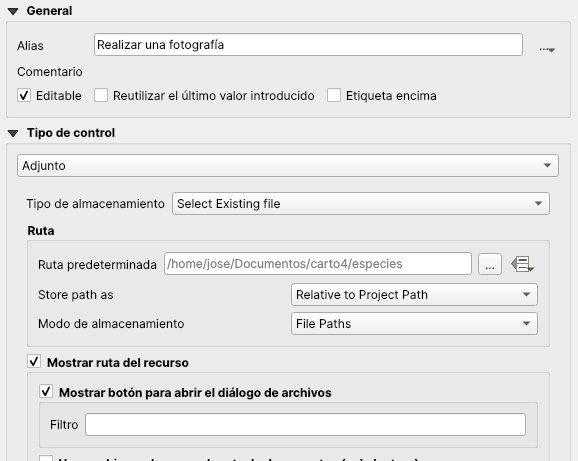 General
Alias Realizar una fotografía ...
Comentario
Editable Reutilizar el último valor introducido Etiqueta encima
Tipo de control
Adjunto
Tipo de almacenamiento Select Existing file
Ruta
Ruta predeterminada /home/jose/Documentos/carto4/especies ...
Store path as Relative to Project Path
Modo de almacenamiento File Paths
Mostrar ruta del recurso
Mostrar botón para abrir el diálogo de archivos
Filtro